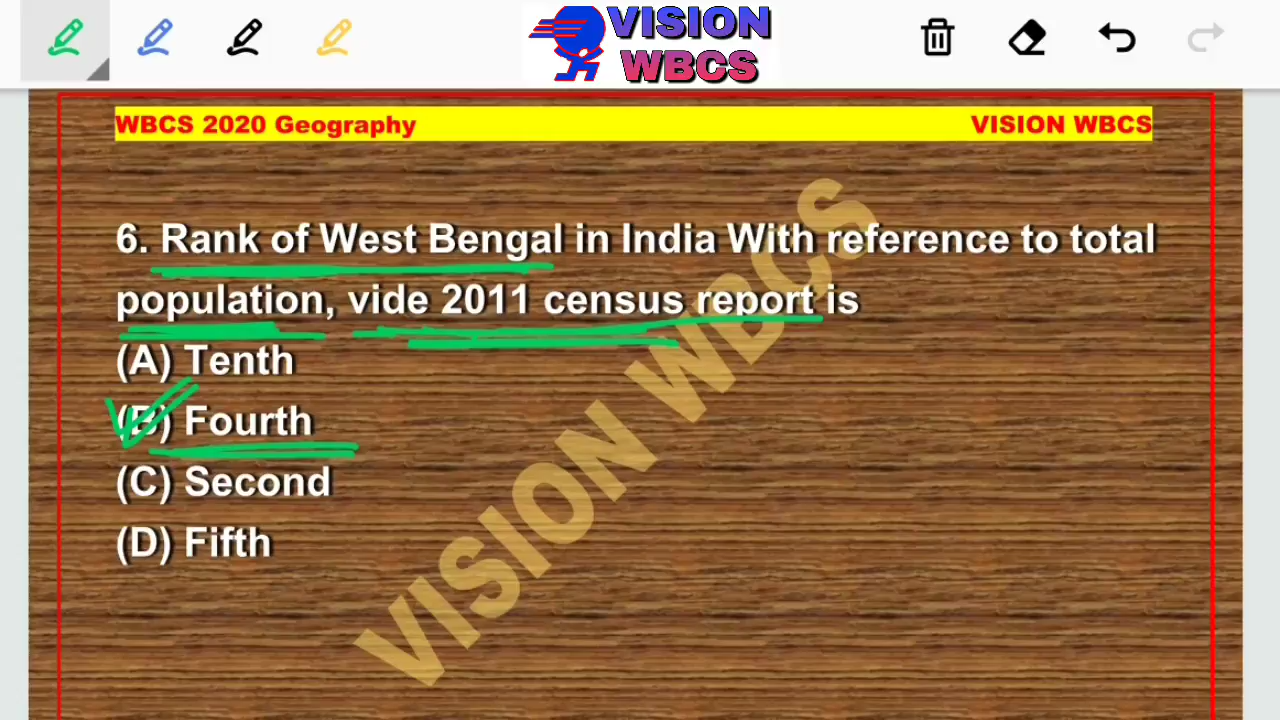 VISION
WBCS
WBCS 2020 Geography VISION WBCS
6. Rank of West Bengal in India With reference to total
population, vide 2011 census report is
(A) Tenth
(B) Fourth
(C) Second
(D) Fifth
VISION WBCS